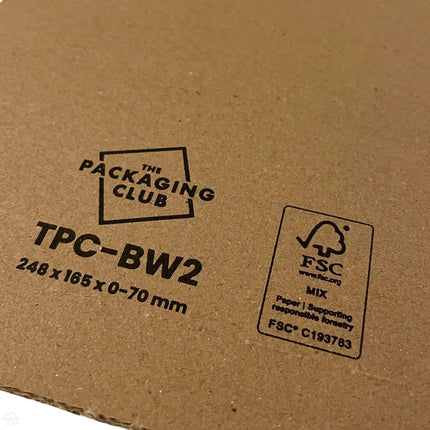 THE
PACKAGING
CLUB
TPC-BW2
248 x 165 x 0-70 mm
FSC
www.fsc.org
MIX
Paper | Supporting
responsible forestry
FSC® C193783